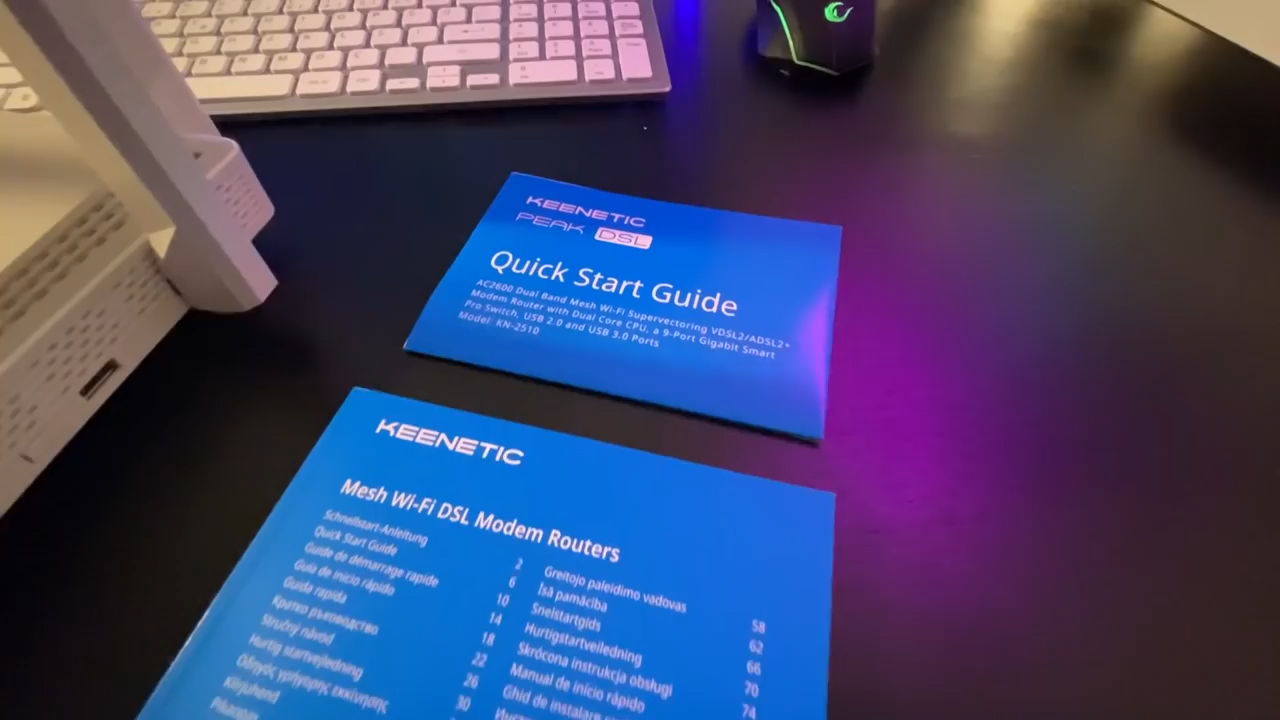 KEENETIC
PEAK DSL
Quick Start Guide
AC2600 Dual Band Mesh Wi-Fi Supervectoring VDSL2/ADSL2+
Modem Router with Dual Core CPU, a 9-Port Gigabit Smart
Pro Switch, USB 2.0 and USB 3.0 Ports
Model: KN-2510
KEENETIC
Mesh Wi-Fi DSL Modem Routers
Schnellstart-Anleitung 2
Quick Start Guide 6
Guide de démarrage rapide 10
Guía de inicio rápido 14
Guida rapida 18
Кратко ръководство 22
Stručný návod 26
Hurtig startvejledning 30
Οδηγός γρήγορης εκκίνησης
Kiirjuhend
Greitojo paleidimo vadovas 58
Īsā pamācība 62
Snelstartgids 66
Hurtigstartveiledning 70
Skrócona instrukcja obsługi 74
Manual de início rápido
Ghid de instalare